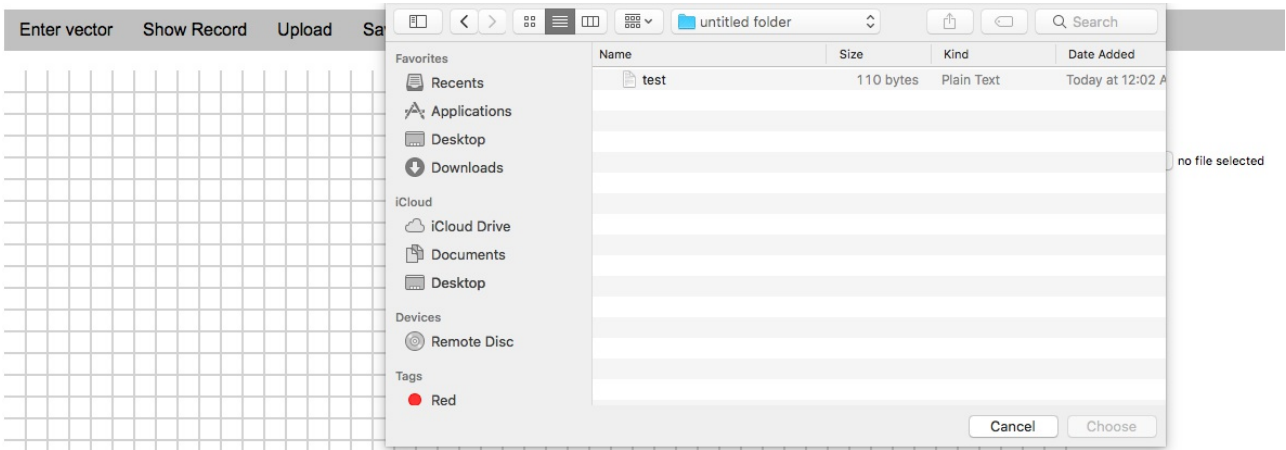 Enter vector Show Record Upload Sa
untitled folder
Search
Favorites
Recents
Applications
Desktop
Downloads
iCloud
iCloud Drive
Documents
Desktop
Devices
Remote Disc
Tags
Red
Name Size Kind Date Added
test 110 bytes Plain Text Today at 12:02 A
no file selected
Cancel Choose